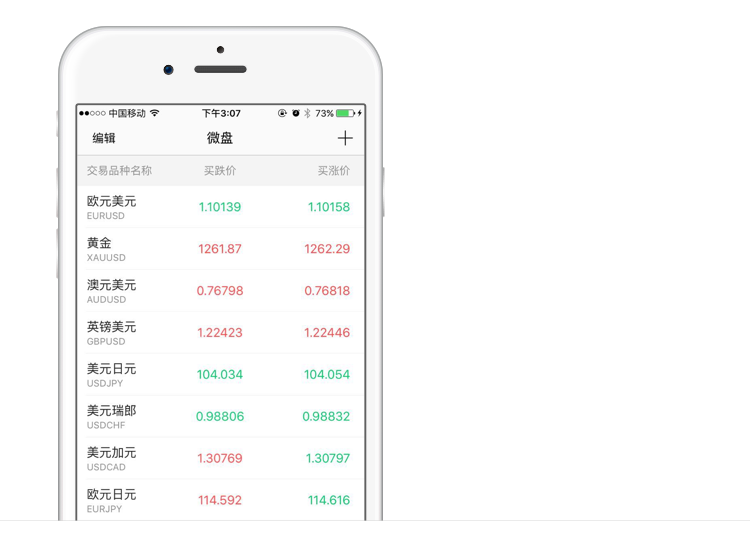 中国移动 下午3:07 73%
编辑 微盘
交易品种名称 买跌价 买涨价
欧元美元 1.10139 1.10158
EURUSD
黄金 1261.87 1262.29
XAUUSD
澳元美元 0.76798 0.76818
AUDUSD
英镑美元 1.22423 1.22446
GBPUSD
美元日元 104.034 104.054
USDJPY
美元瑞郎 0.98806 0.98832
USDCHF
美元加元 1.30769 1.30797
USDCAD
欧元日元 114.592 114.616
EURJPY